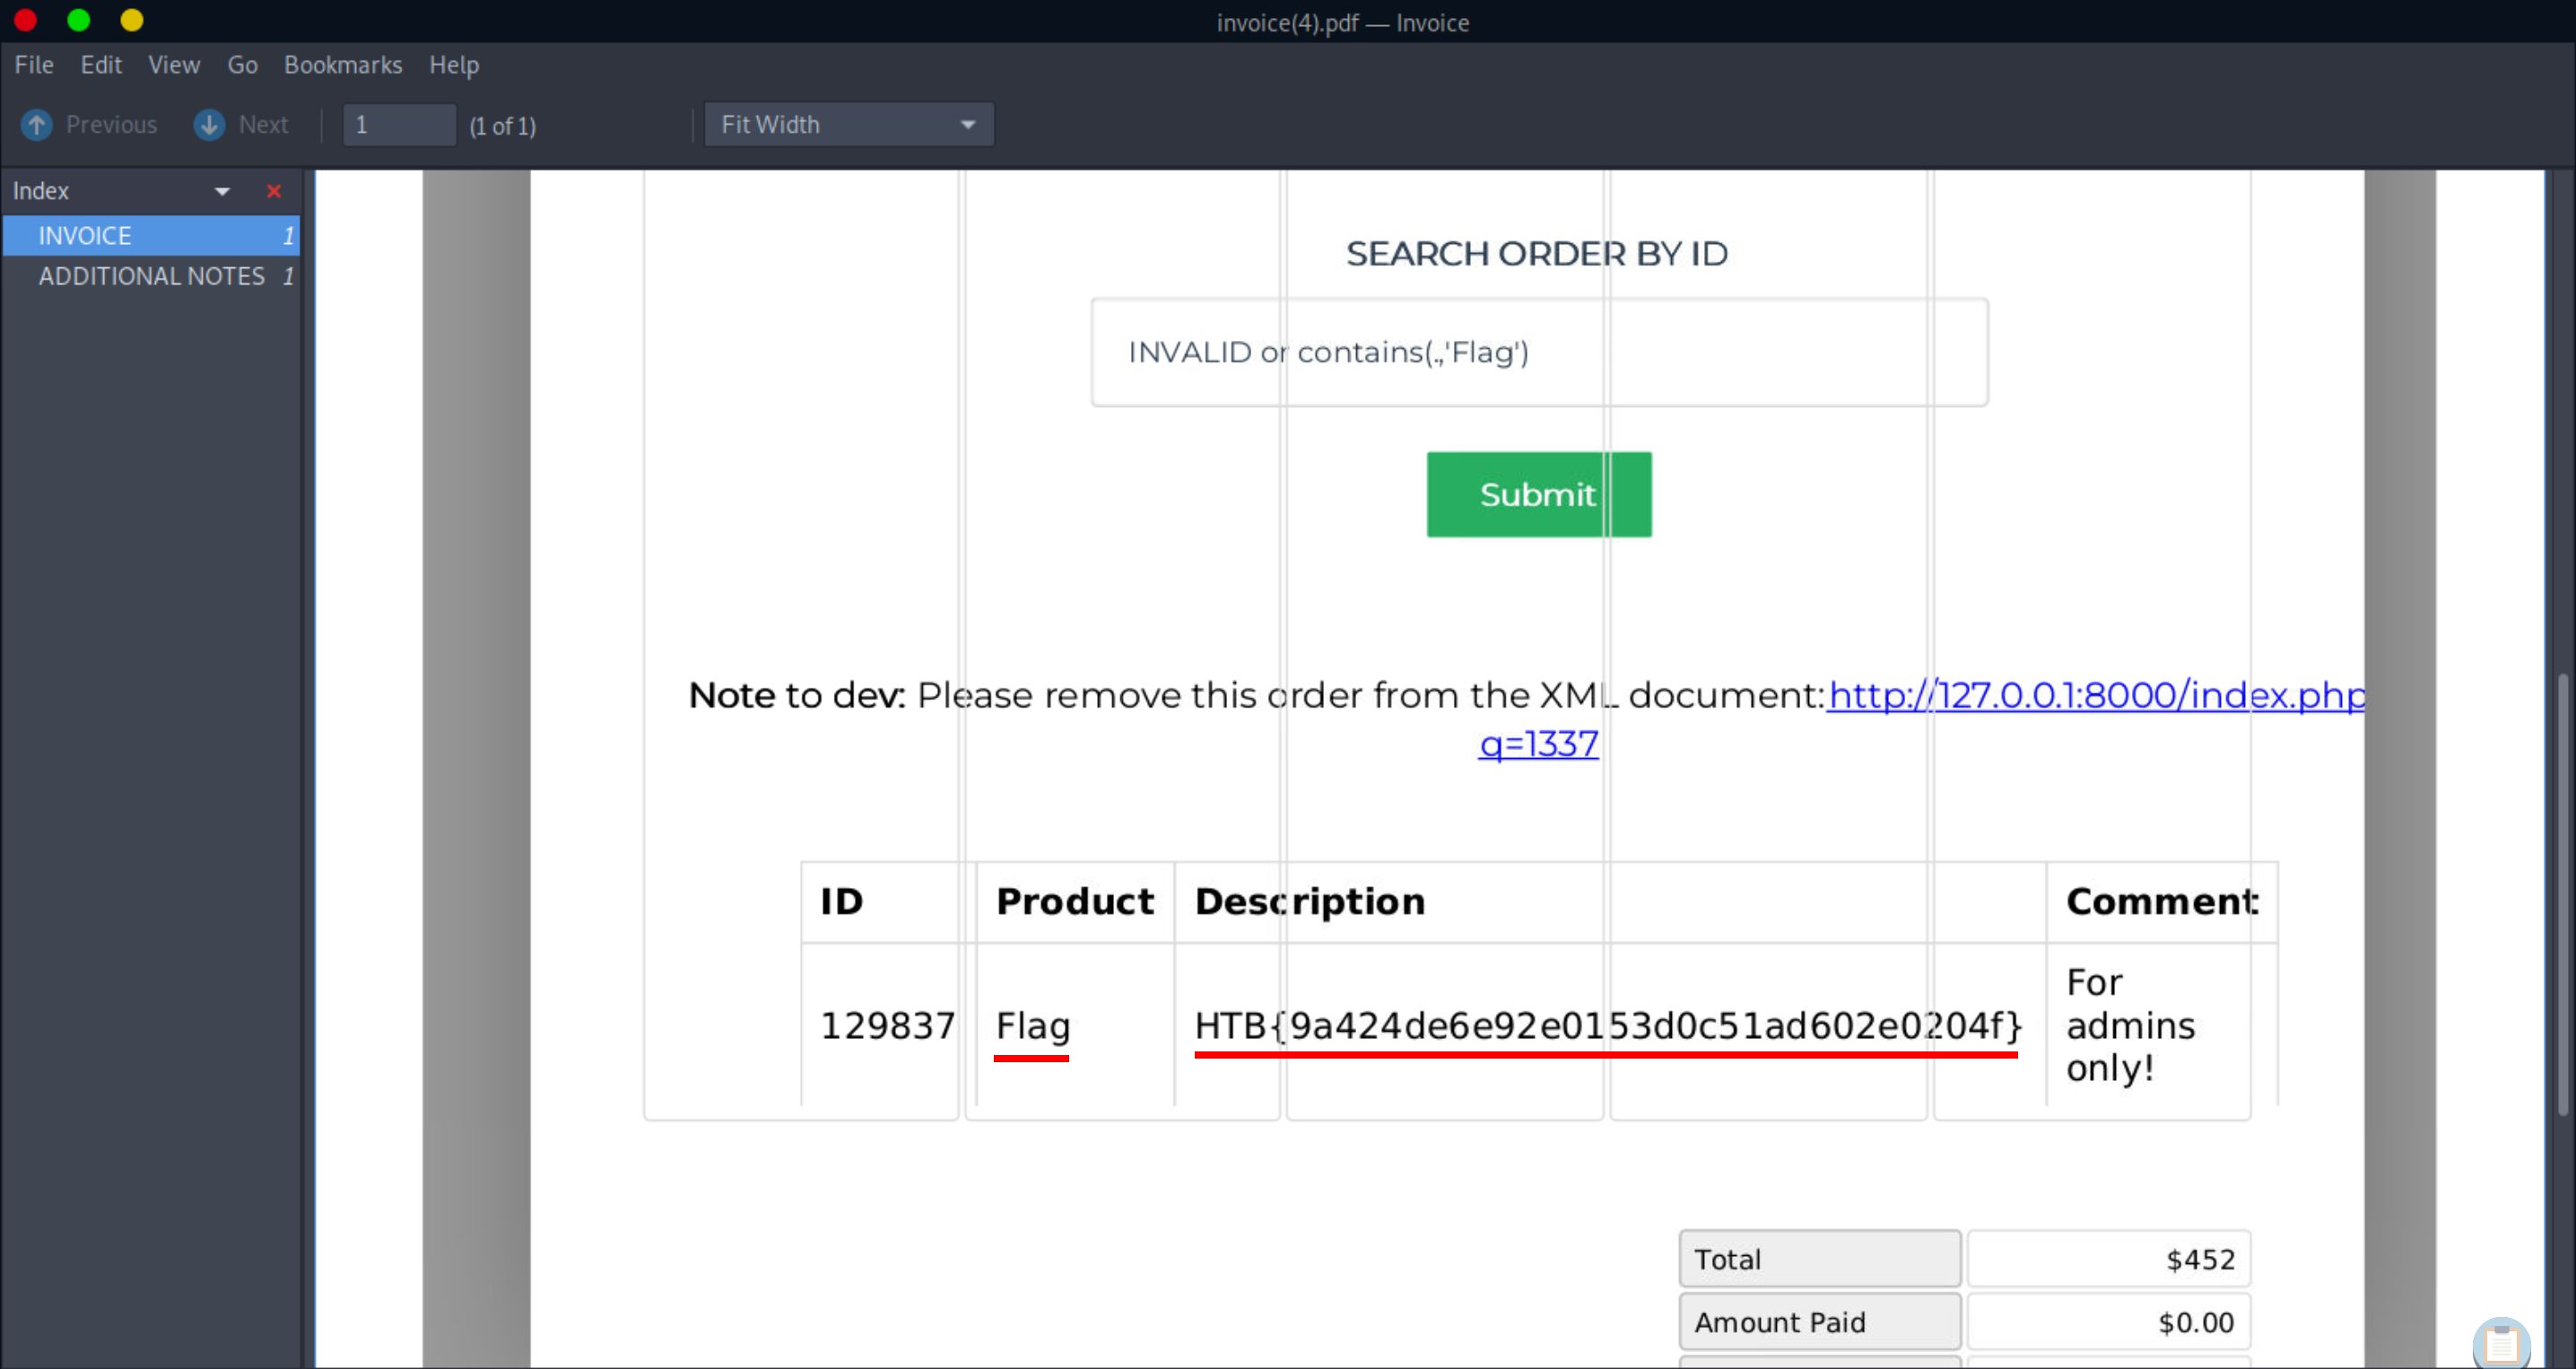 invoice(4).pdf — Invoice
File Edit View Go Bookmarks Help
Previous Next 1 (1 of 1) Fit Width
Index
INVOICE 1
ADDITIONAL NOTES 1
SEARCH ORDER BY ID
INVALID or contains(.,'Flag')
Submit
Note to dev: Please remove this order from the XML document: http://127.0.0.1:8000/index.php
q=1337
ID Product Description Comment
129837 Flag HTB{9a424de6e92e0153d0c51ad602e0204f} For
admins
only!
Total $452
Amount Paid $0.00